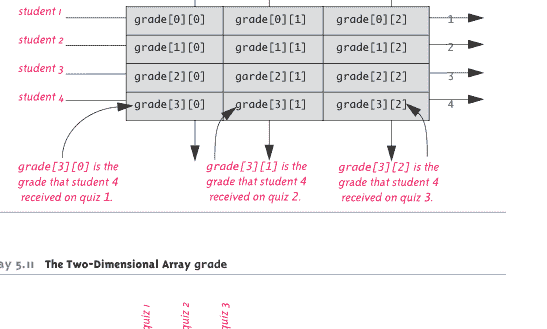 student 1 grade[0][0] grade[0][1] grade[0][2] 1
student 2 grade[1][0] grade[1][1] grade[1][2] 2
student 3 grade[2][0] grade[2][1] grade[2][2] 3
student 4 grade[3][0] grade[3][1] grade[3][2] 4
grade[3][0] is the
grade that student 4
received on quiz 1.
grade[3][1] is the
grade that student 4
received on quiz 2.
grade[3][2] is the
grade that student 4
received on quiz 3.
ay 5.11 The Two-Dimensional Array grade
quiz 1
quiz 2
quiz 3